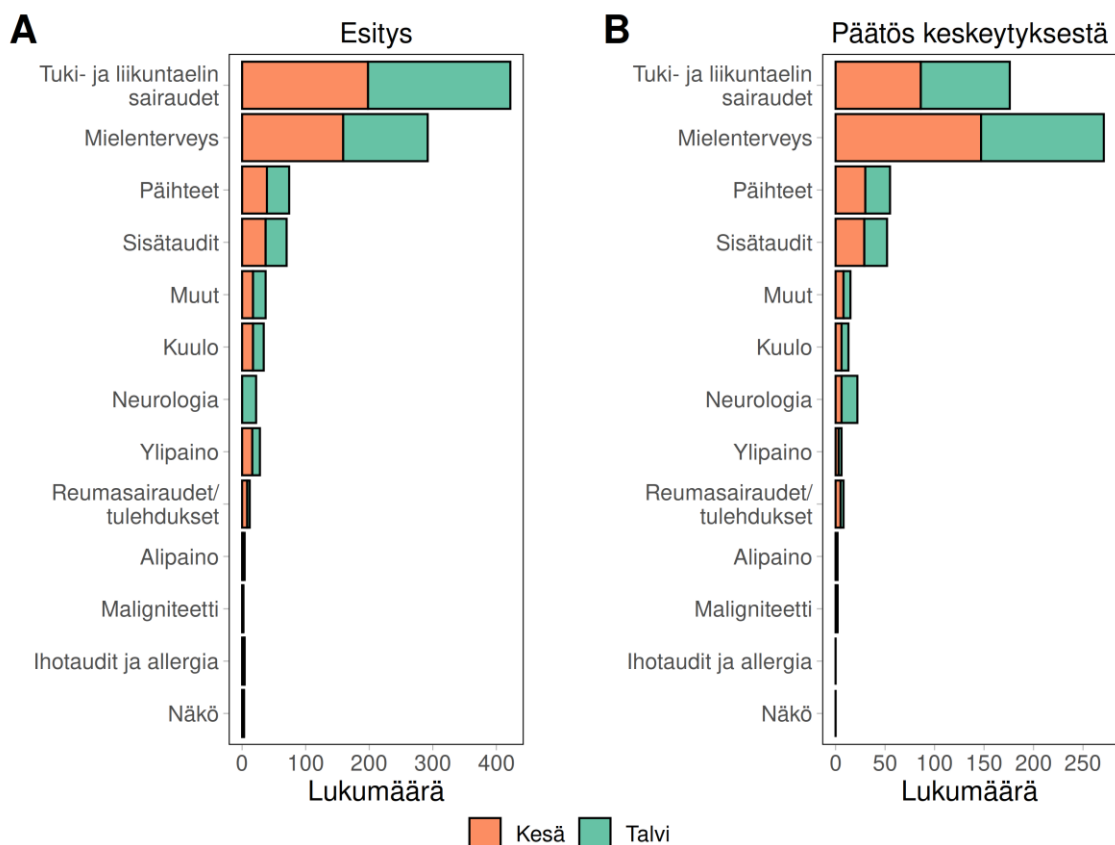 A
Esitys
Tuki- ja liikuntaelin
sairaudet
Mielenterveys
Päihteet
Sisätaudit
Muut
Kuulo
Neurologia
Ylipaino
Reumasairaudet/
tulehdukset
Alipaino
Maligniteetti
Ihotaudit ja allergia
Näkö
0 100 200 300 400
Lukumäärä
B
Päätös keskeytyksestä
Tuki- ja liikuntaelin
sairaudet
Mielenterveys
Päihteet
Sisätaudit
Muut
Kuulo
Neurologia
Ylipaino
Reumasairaudet/
tulehdukset
Alipaino
Maligniteetti
Ihotaudit ja allergia
Näkö
0 50 100 150 200 250
Lukumäärä
Kesä Talvi